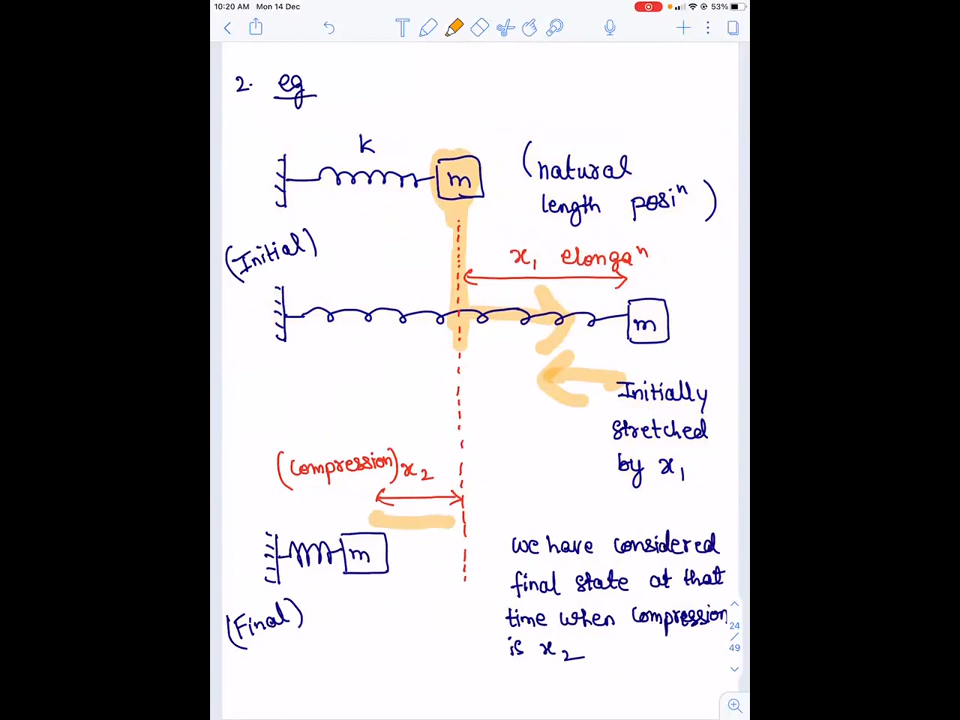 10:20 AM Mon 14 Dec
53%
2. eg
k
m
(natural
length posiⁿ)
(Initial)
x₁ elongaⁿ
m
Initially
stretched
by x₁
(compression) x₂
m
we have considered
final state at that
time when compression
is x₂
(Final)
24
/
49